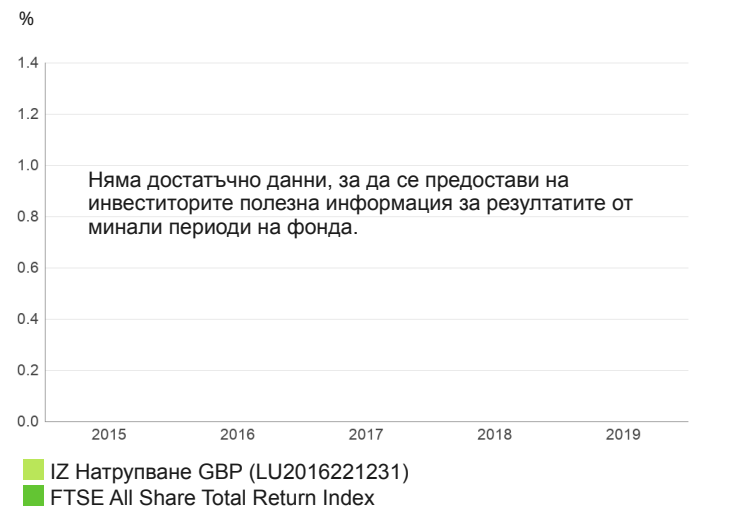 %
1.4
1.2
1.0
Няма достатъчно данни, за да се предостави на
инвеститорите полезна информация за резултатите от
0.8
минали периоди на фонда.
0.6
0.4
0.2
0.0
2015 2016 2017 2018 2019
IZ Натрупване GBP (LU2016221231)
FTSE All Share Total Return Index